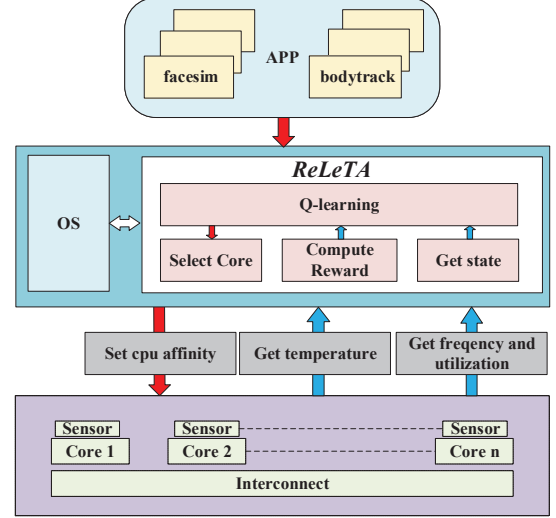 APP
facesim
bodytrack
ReLeTA
OS
Q-learning
Select Core
Compute
Reward
Get state
Set cpu affinity
Get temperature
Get freqency and
utilization
Sensor
Sensor
Sensor
Core 1
Core 2
Core n
Interconnect